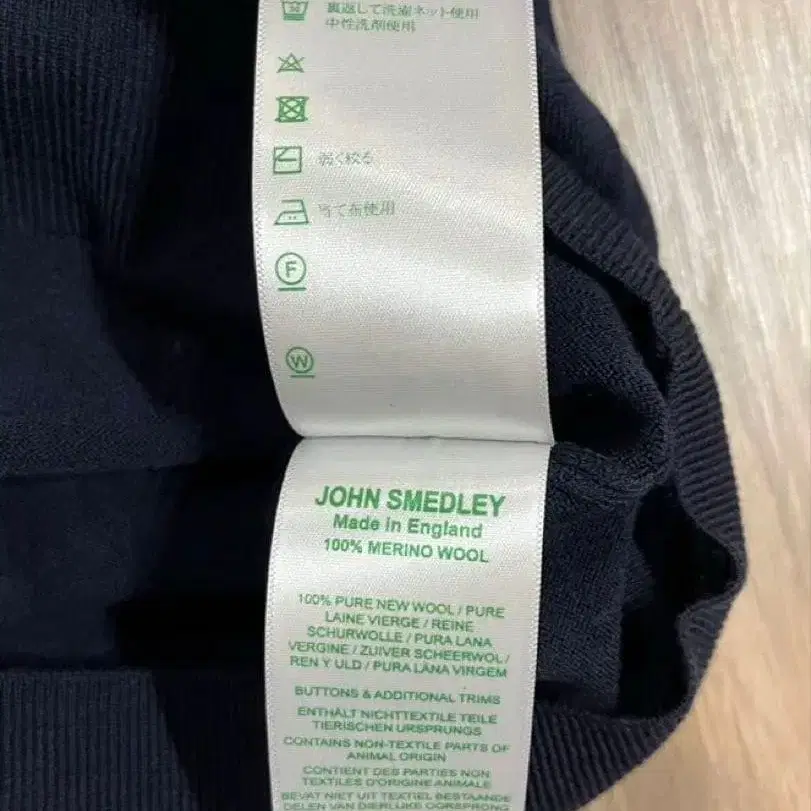 裏返して洗濯ネット使用
中性洗剤使用
弱く絞る
当て布使用
F
W
JOHN SMEDLEY
Made in England
100% MERINO WOOL
100% PURE NEW WOOL / PURE
LAINE VIERGE / REINE
SCHURWOLLE / PURA LANA
VERGINE / ZUIVER SCHEERWOL /
REN Y ULD / PURA LANA VIRGEM
BUTTONS & ADDITIONAL TRIMS
ENTHÄLT NICHTTEXTILE TEILE
TIERISCHEN URSPRUNGS
CONTAINS NON-TEXTILE PARTS OF
ANIMAL ORIGIN
CONTIENT DES PARTIES NON
TEXTILES D'ORIGINE ANIMALE
BEVAT NIET UIT TEXTIEL BESTAANDE
DELEN VAN DIERLIJKE OORSPRONG